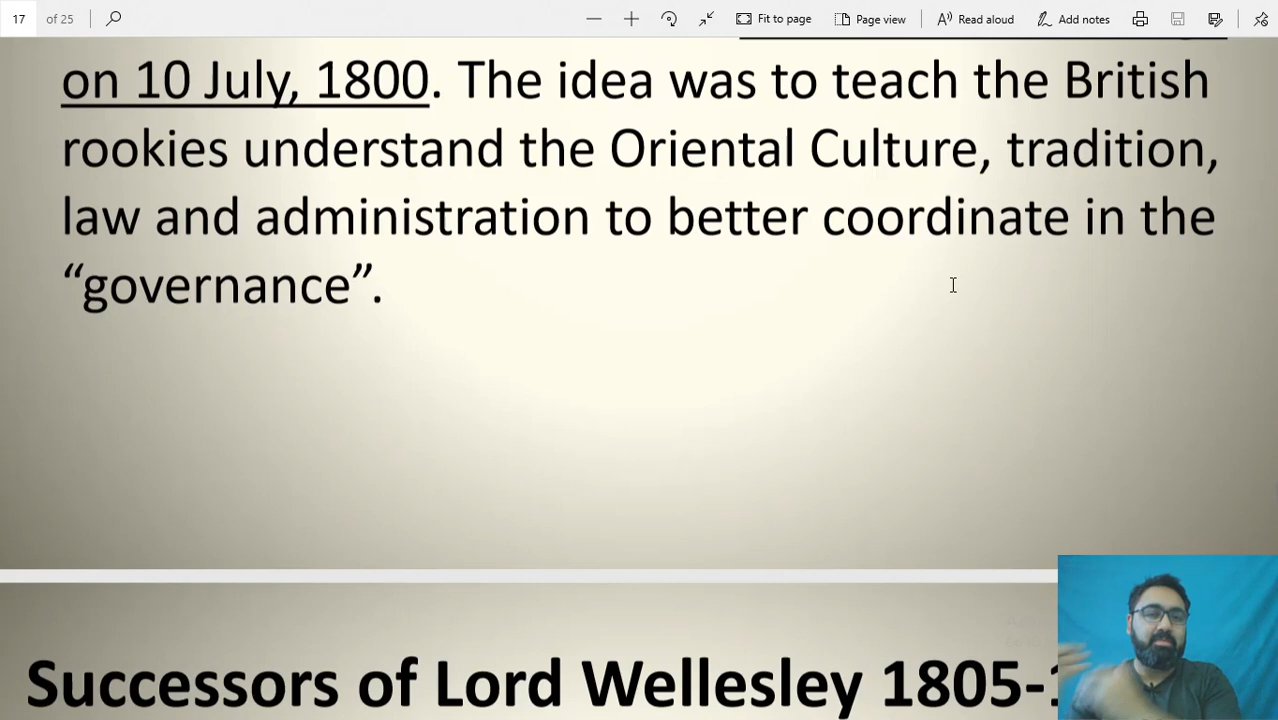 17 of 25 Fit to page Page view Read aloud Add notes
on 10 July, 1800. The idea was to teach the British
rookies understand the Oriental Culture, tradition,
law and administration to better coordinate in the
“governance”.
Successors of Lord Wellesley 1805-